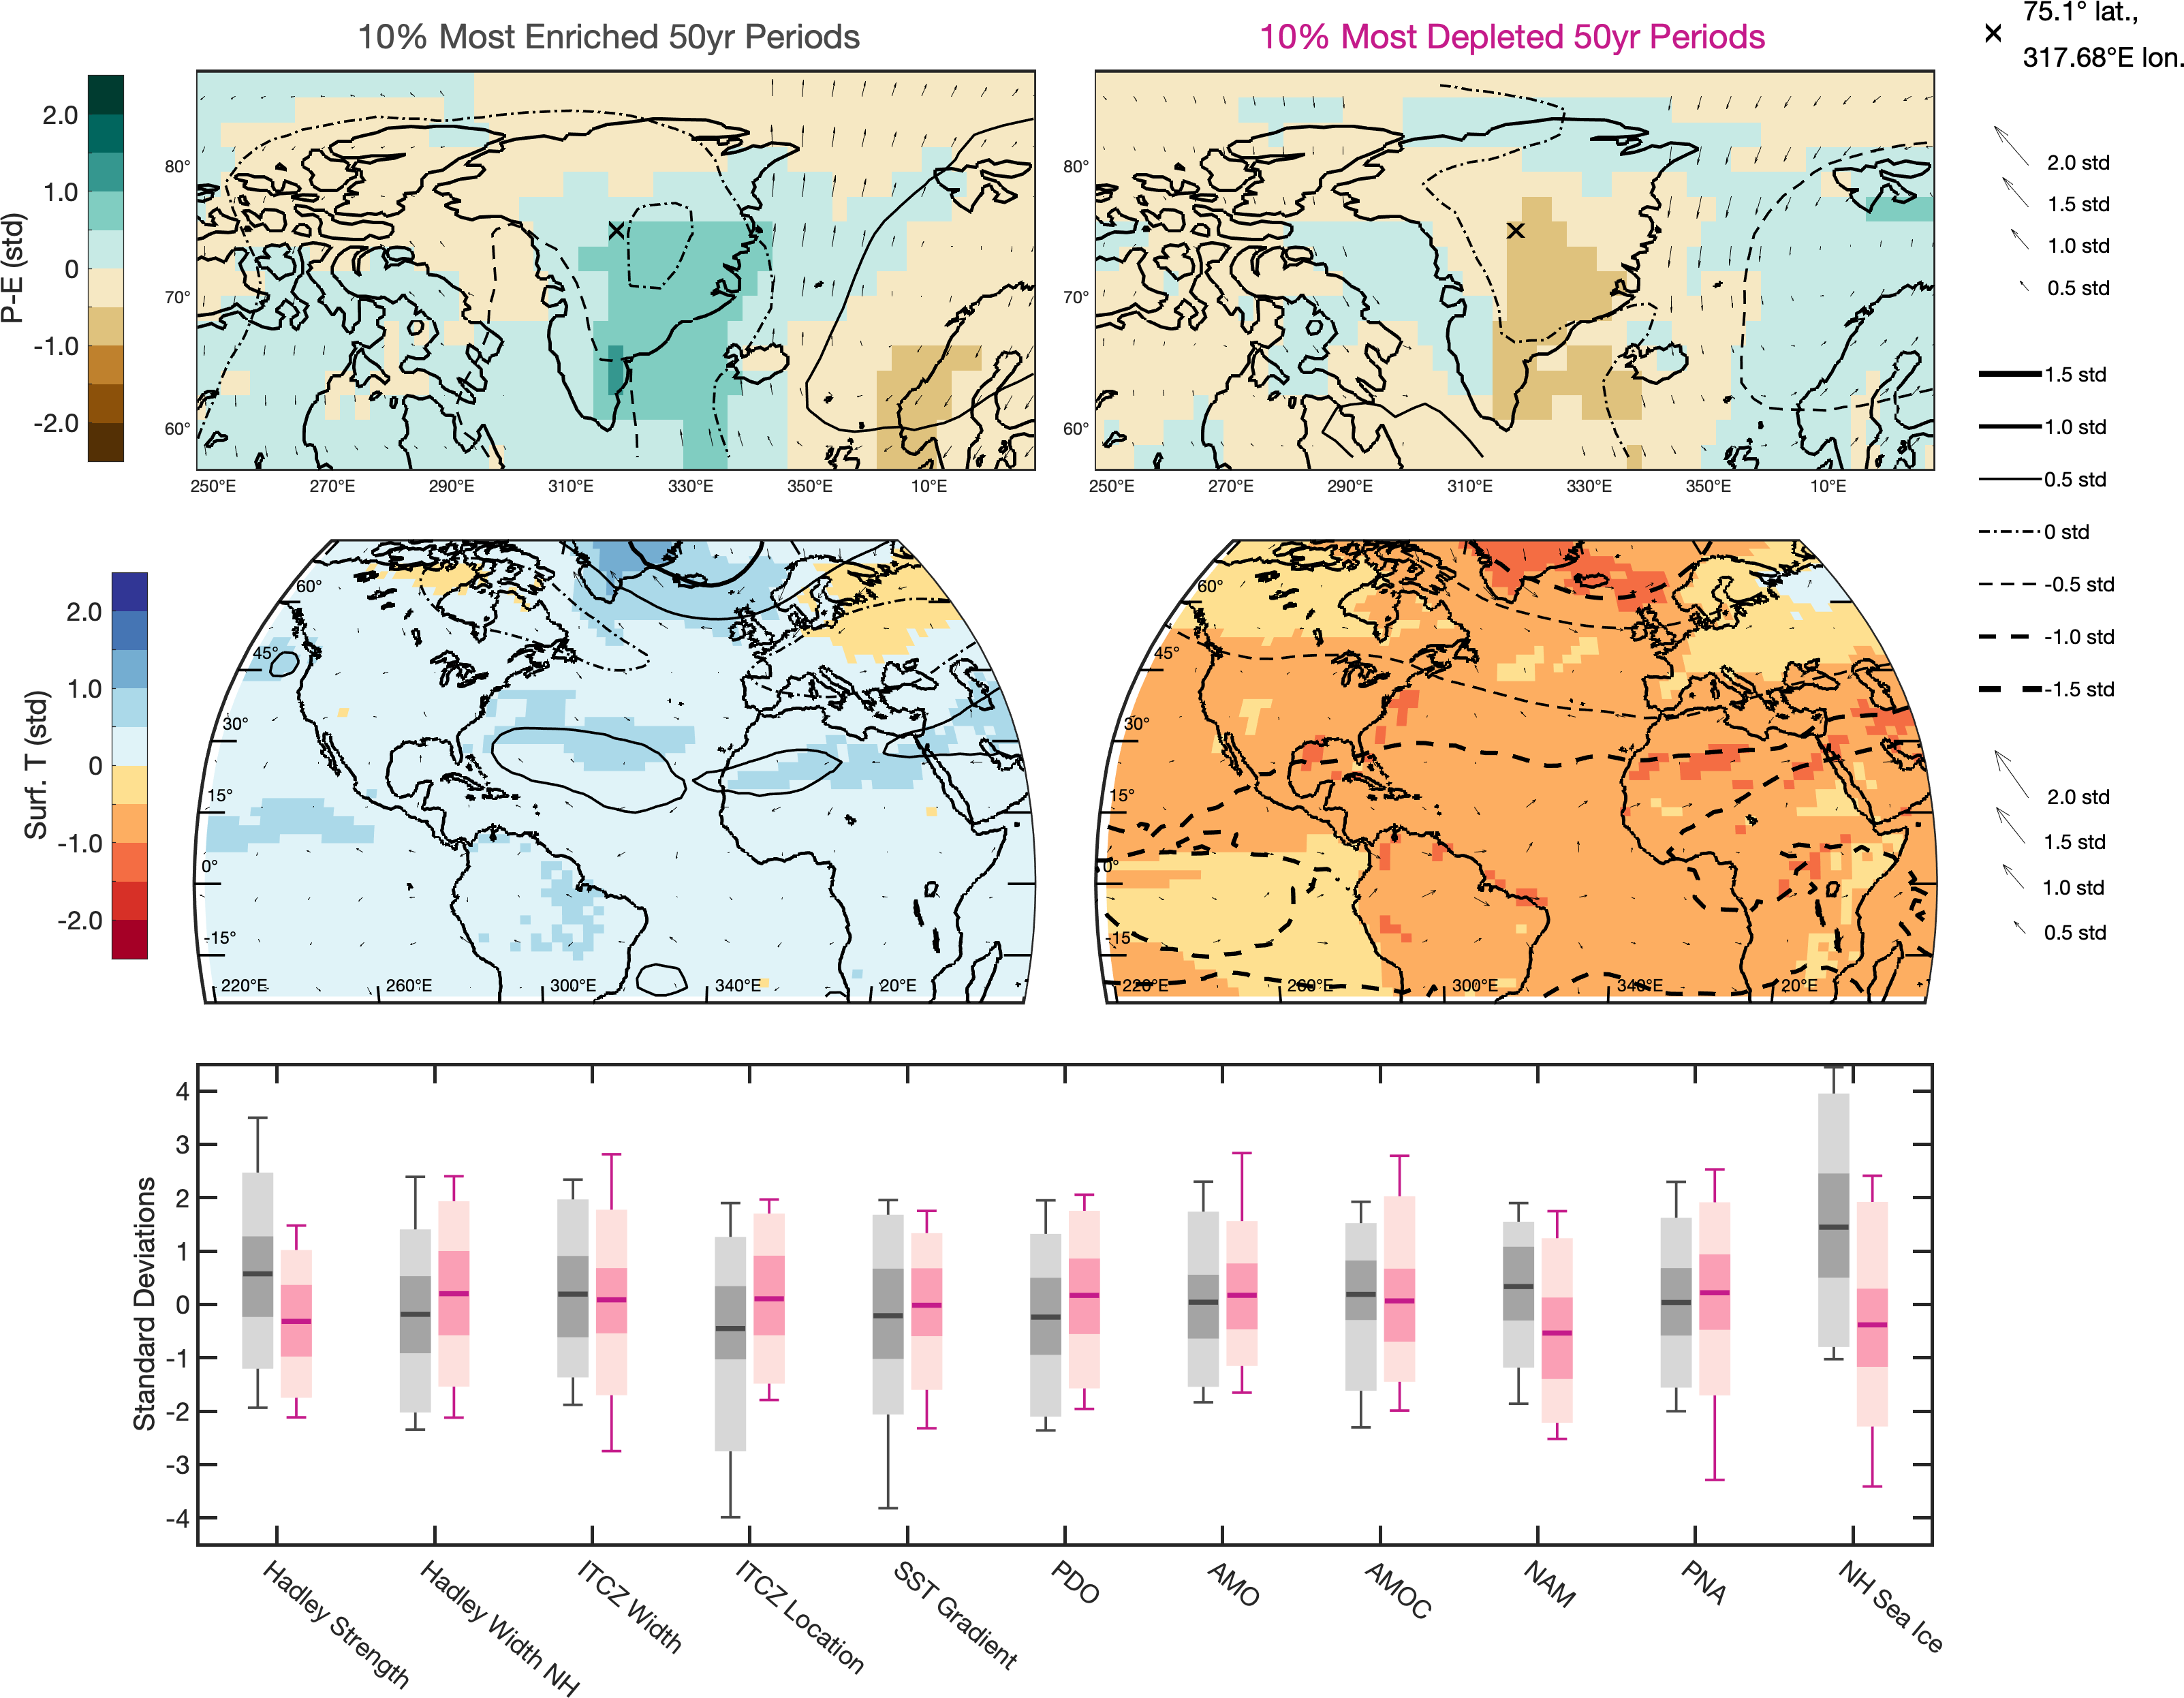 10% Most Enriched 50yr Periods
10% Most Depleted 50yr Periods
75.1° lat.,
317.68°E lon.
P-E (std)
2.0
1.0
0
-1.0
-2.0
80°
70°
60°
250°E 270°E 290°E 310°E 330°E 350°E 10°E
80°
70°
60°
250°E 270°E 290°E 310°E 330°E 350°E 10°E
2.0 std
1.5 std
1.0 std
0.5 std
1.5 std
1.0 std
0.5 std
0 std
-0.5 std
-1.0 std
-1.5 std
Surf. T (std)
2.0
1.0
0
-1.0
-2.0
60°
45°
30°
15°
0°
-15°
220°E 260°E 300°E 340°E 20°E
60°
45°
30°
15°
0°
-15
220°E 260°E 300°E 340°E 20°E
2.0 std
1.5 std
1.0 std
0.5 std
Standard Deviations
4
3
2
1
0
-1
-2
-3
-4
Hadley Strength
Hadley Width NH
ITCZ Width
ITCZ Location
SST Gradient
PDO
AMO
AMOC
NAM
PNA
NH Sea Ice